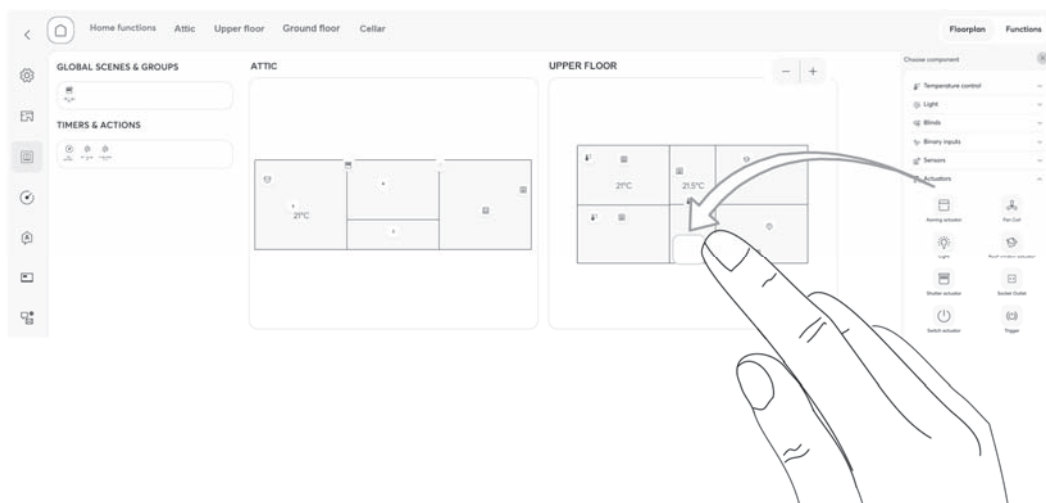 Home functions
Attic
Upper floor
Ground floor
Cellar
Floorplan
Functions
GLOBAL SCENES & GROUPS
TIMERS & ACTIONS
ATTIC
21°C
UPPER FLOOR
- +
21°C
21.5°C
Choose component
Temperature control
Light
Blinds
Binary inputs
Sensors
Actuators
Awning actuator
Fan Coil
Light
Shutter actuator
Socket Outlet
Switch actuator
Trigger